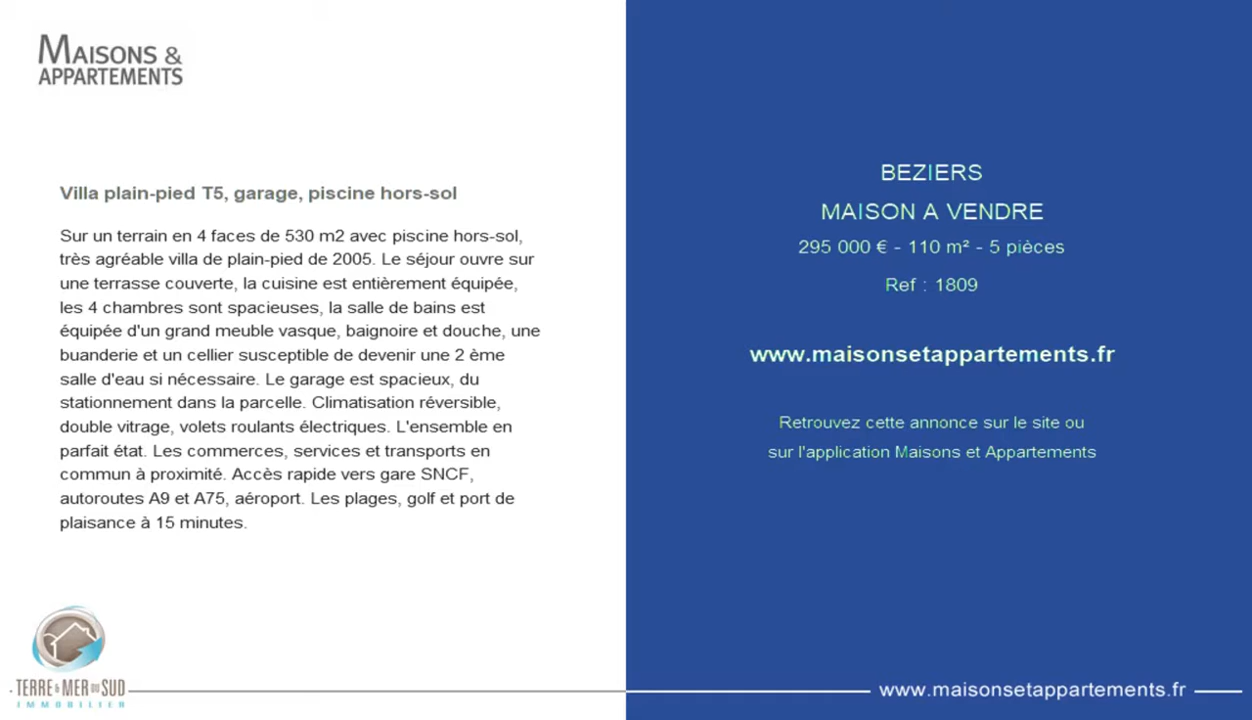 MAISONS &
APPARTEMENTS
Villa plain-pied T5, garage, piscine hors-sol
Sur un terrain en 4 faces de 530 m2 avec piscine hors-sol,
très agréable villa de plain-pied de 2005. Le séjour ouvre sur
une terrasse couverte, la cuisine est entièrement équipée,
les 4 chambres sont spacieuses, la salle de bains est
équipée d'un grand meuble vasque, baignoire et douche, une
buanderie et un cellier susceptible de devenir une 2 ème
salle d'eau si nécessaire. Le garage est spacieux, du
stationnement dans la parcelle. Climatisation réversible,
double vitrage, volets roulants électriques. L'ensemble en
parfait état. Les commerces, services et transports en
commun à proximité. Accès rapide vers gare SNCF,
autoroutes A9 et A75, aéroport. Les plages, golf et port de
plaisance à 15 minutes.
TERRE & MER DU SUD
IMMOBILIER
BEZIERS
MAISON A VENDRE
295 000 € - 110 m² - 5 pièces
Ref : 1809
www.maisonsetappartements.fr
Retrouvez cette annonce sur le site ou
sur l'application Maisons et Appartements
www.maisonsetappartements.fr